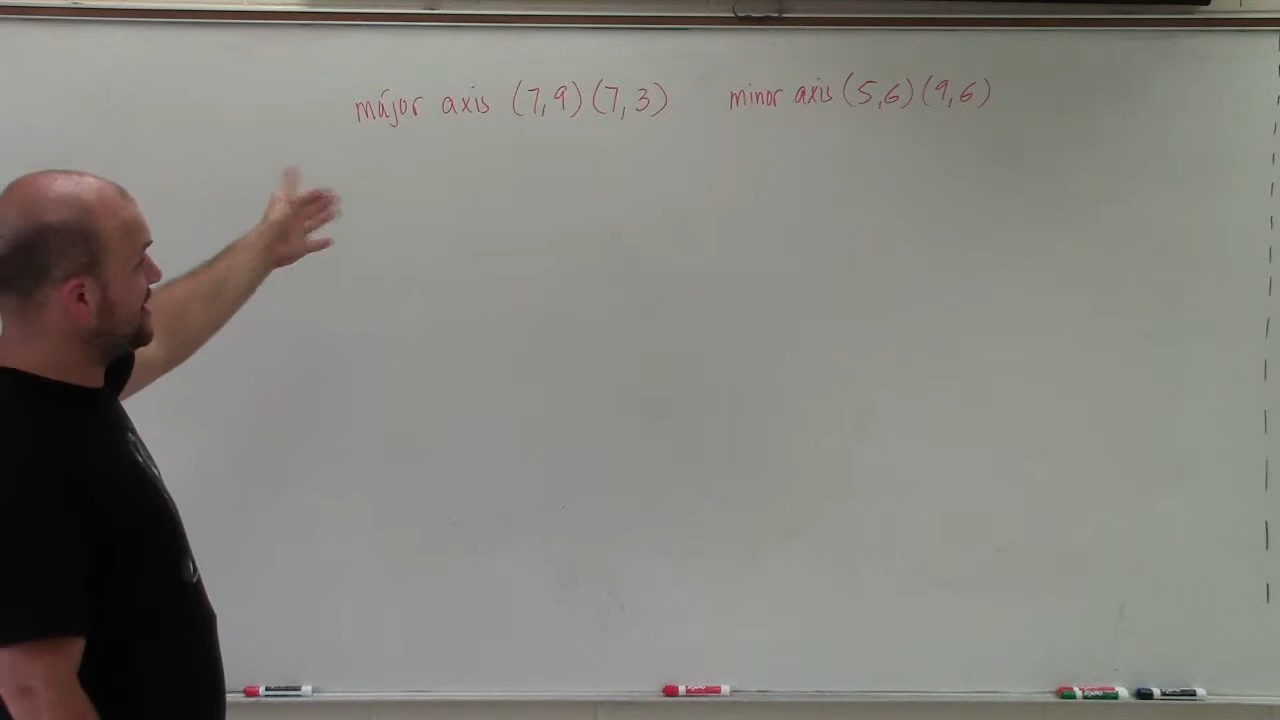 major axis (7,9) (7,3) minor axis (5,6) (9,6)